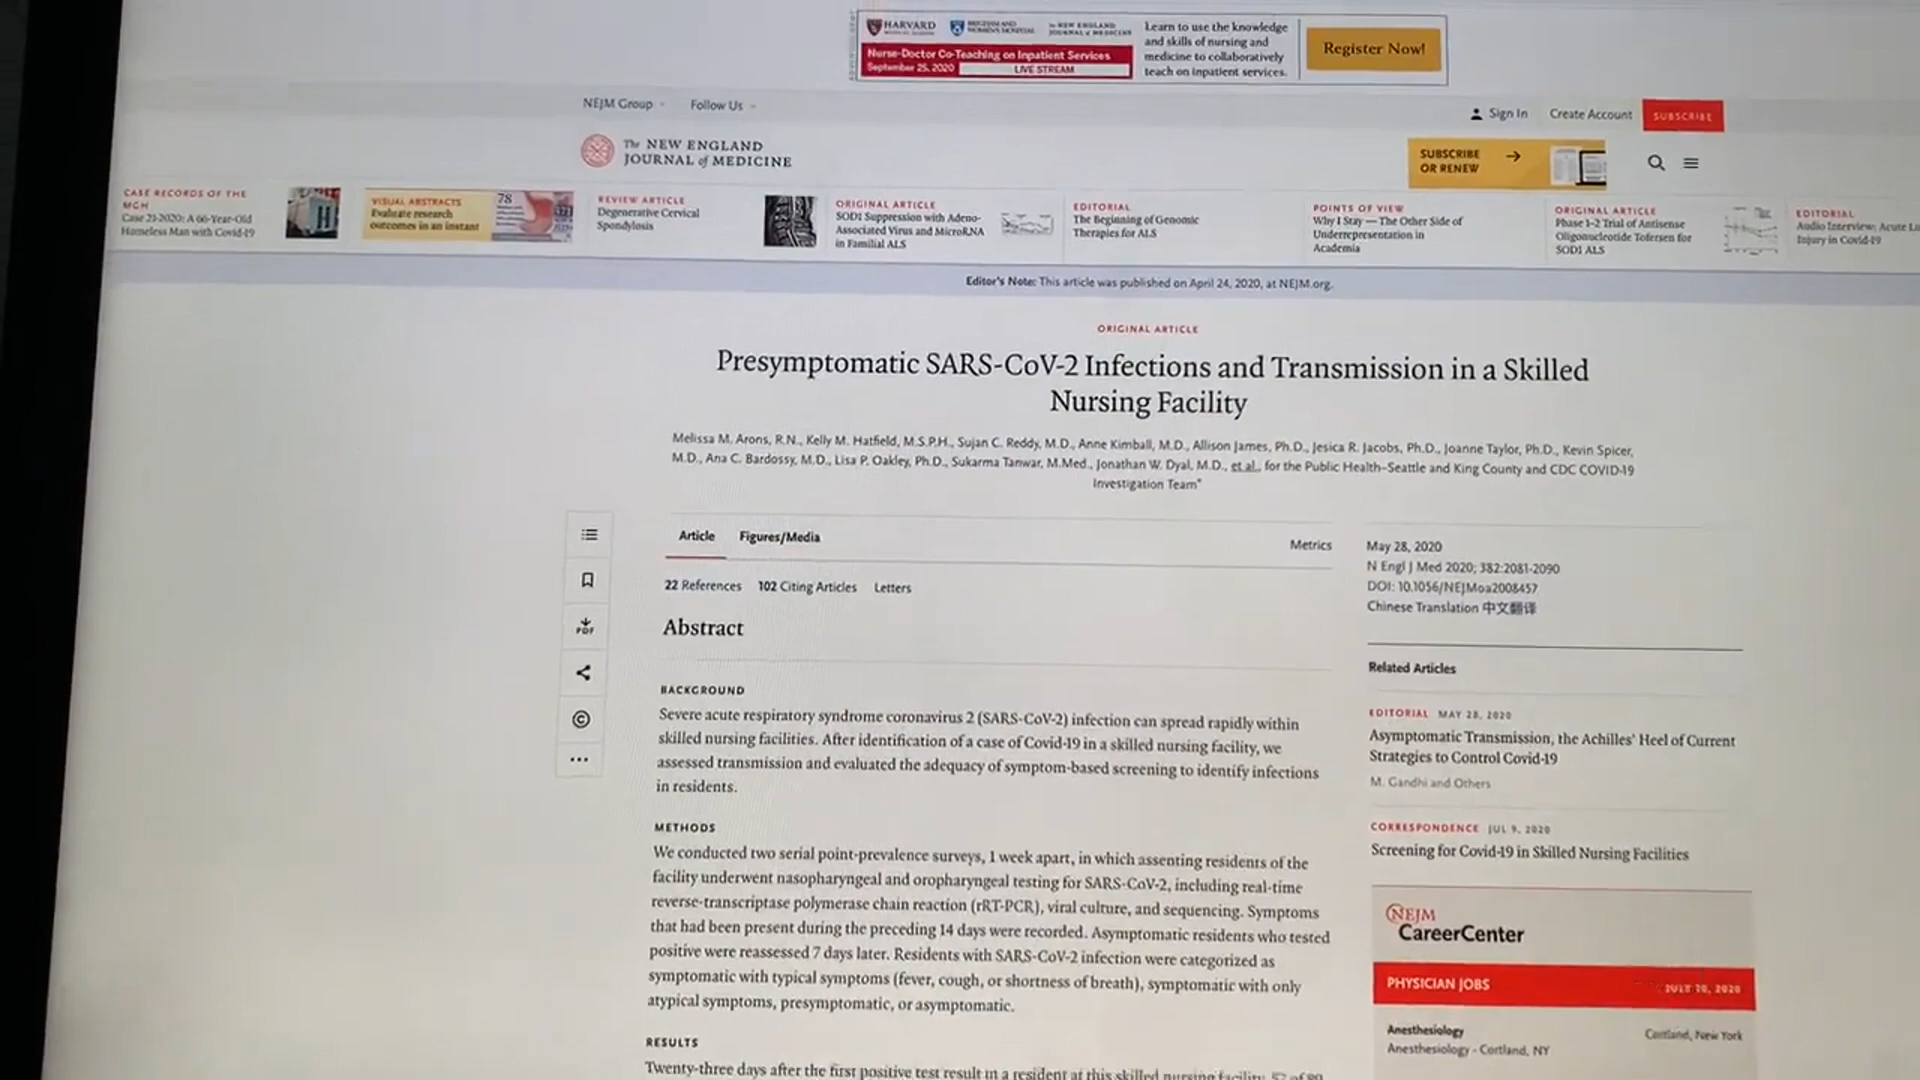 HARVARD
Nurse-Doctor Co-Teaching on Inpatient Services
September 25, 2020 LIVE STREAM
Learn to use the knowledge
and skills of nursing and
medicine to collaboratively
teach on inpatient services.
Register Now!
NEJM Group
Follow Us
Sign In
Create Account
SUBSCRIBE
The NEW ENGLAND
JOURNAL of MEDICINE
SUBSCRIBE
OR RENEW
CASE RECORDS OF THE
MGH
Case 21-2020: A 66-Year-Old
Homeless Man with Covid-19
VISUAL ABSTRACTS
Evaluate research
outcomes in an instant
78
REVIEW ARTICLE
Degenerative Cervical
Spondylosis
ORIGINAL ARTICLE
SOD1 Suppression with Adeno-
Associated Virus and MicroRNA
in Familial ALS
EDITORIAL
The Beginning of Genomic
Therapies for ALS
POINTS OF VIEW
Why I Stay — The Other Side of
Underrepresentation in
Academia
ORIGINAL ARTICLE
Phase 1–2 Trial of Antisense
Oligonucleotide Tofersen for
SOD1 ALS
EDITORIAL
Audio Interview: Acute
Injury in Covid-19
Editor's Note: This article was published on April 24, 2020, at NEJM.org.
ORIGINAL ARTICLE
Presymptomatic SARS-CoV-2 Infections and Transmission in a Skilled
Nursing Facility
Melissa M. Arons, R.N., Kelly M. Hatfield, M.S.P.H., Sujan C. Reddy, M.D., Anne Kimball, M.D., Allison James, Ph.D., Jesica R. Jacobs, Ph.D., Joanne Taylor, Ph.D., Kevin Spicer,
M.D., Ana C. Bardossy, M.D., Lisa P. Oakley, Ph.D., Sukarma Tanwar, M.Med., Jonathan W. Dyal, M.D., et al., for the Public Health–Seattle and King County and CDC COVID-19
Investigation Team*
Article
Figures/Media
Metrics
22 References
102 Citing Articles
Letters
May 28, 2020
N Engl J Med 2020; 382:2081-2090
DOI: 10.1056/NEJMoa2008457
Chinese Translation 中文翻译
PDF
Abstract
BACKGROUND
Severe acute respiratory syndrome coronavirus 2 (SARS-CoV-2) infection can spread rapidly within
skilled nursing facilities. After identification of a case of Covid-19 in a skilled nursing facility, we
assessed transmission and evaluated the adequacy of symptom-based screening to identify infections
in residents.
METHODS
We conducted two serial point-prevalence surveys, 1 week apart, in which assenting residents of the
facility underwent nasopharyngeal and oropharyngeal testing for SARS-CoV-2, including real-time
reverse-transcriptase polymerase chain reaction (rRT-PCR), viral culture, and sequencing. Symptoms
that had been present during the preceding 14 days were recorded. Asymptomatic residents who tested
positive were reassessed 7 days later. Residents with SARS-CoV-2 infection were categorized as
symptomatic with typical symptoms (fever, cough, or shortness of breath), symptomatic with only
atypical symptoms, presymptomatic, or asymptomatic.
RESULTS
Twenty-three days after the first positive test result in a resident at this skilled nursing facility,
Related Articles
EDITORIAL MAY 28, 2020
Asymptomatic Transmission, the Achilles' Heel of Current
Strategies to Control Covid-19
M. Gandhi and Others
CORRESPONDENCE JUL 9, 2020
Screening for Covid-19 in Skilled Nursing Facilities
NEJM
CareerCenter
PHYSICIAN JOBS
Anesthesiology
Cortland, New York
Anesthesiology - Cortland, NY